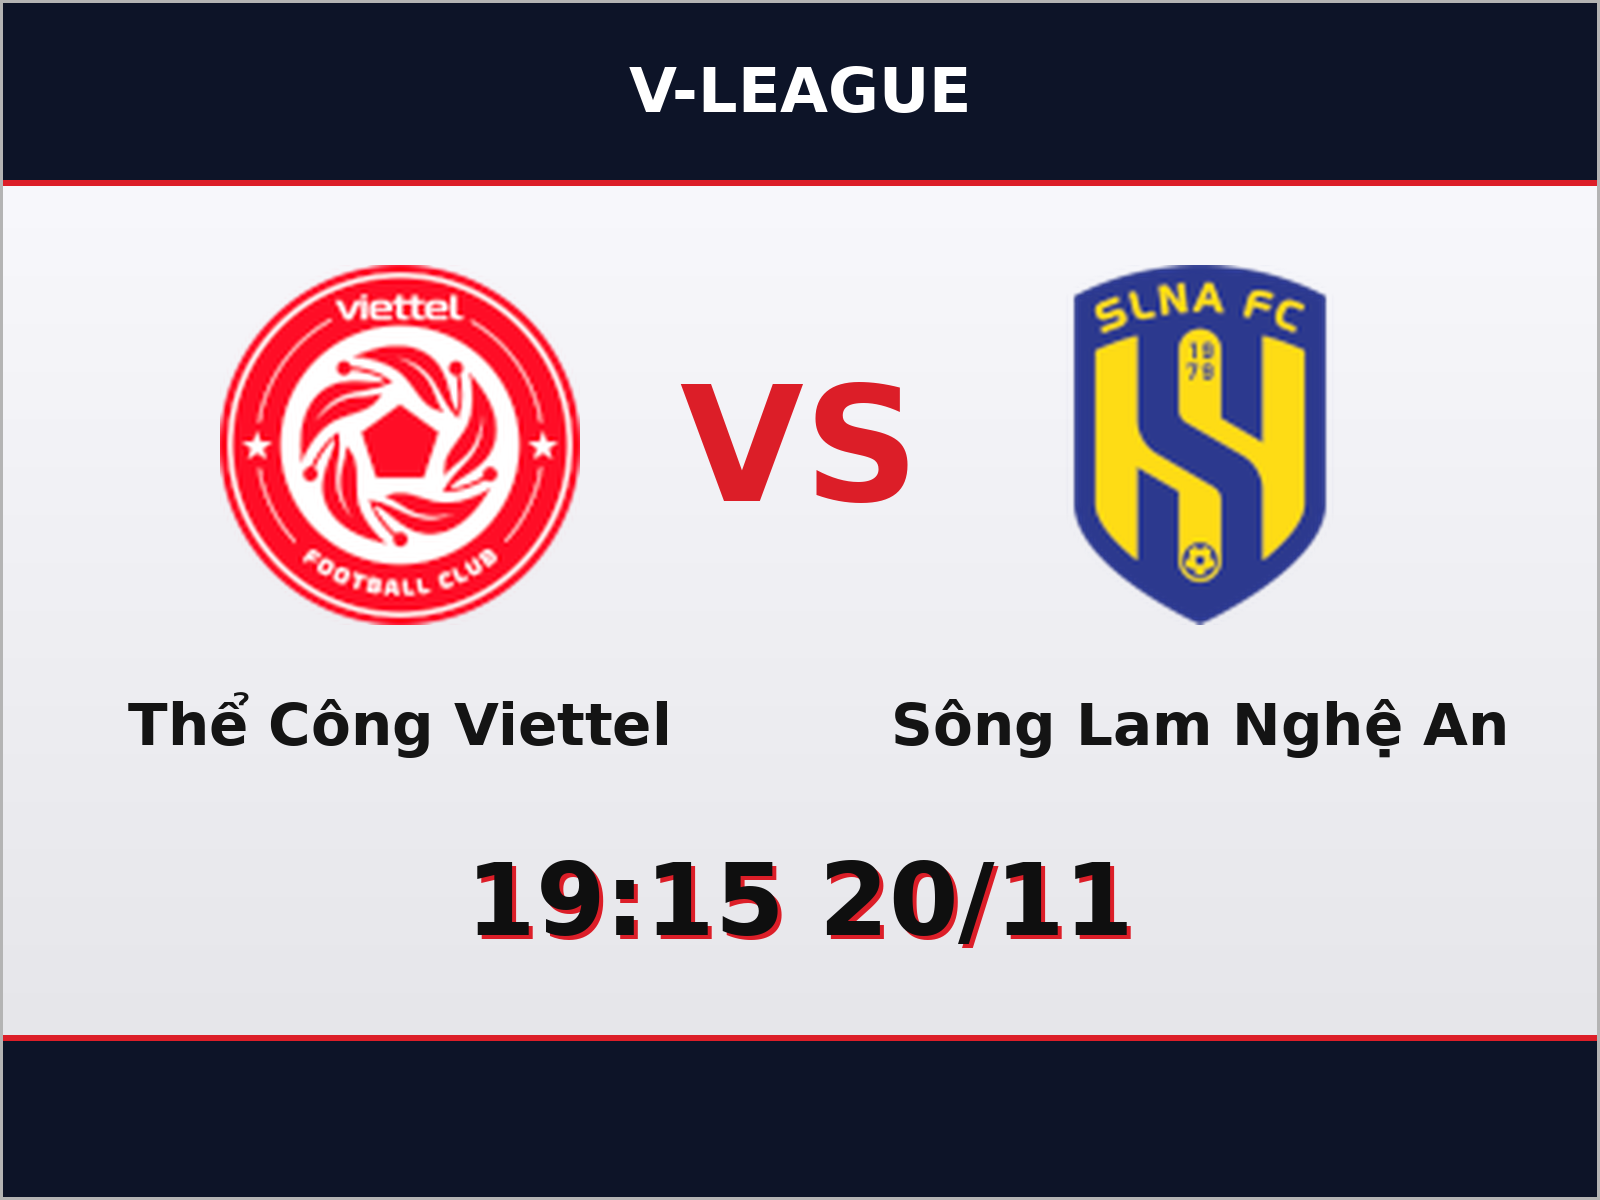 V-LEAGUE
viettel
FOOTBALL CLUB
VS
SLNA FC
19
79
Thể Công Viettel
Sông Lam Nghệ An
19:15 20/11